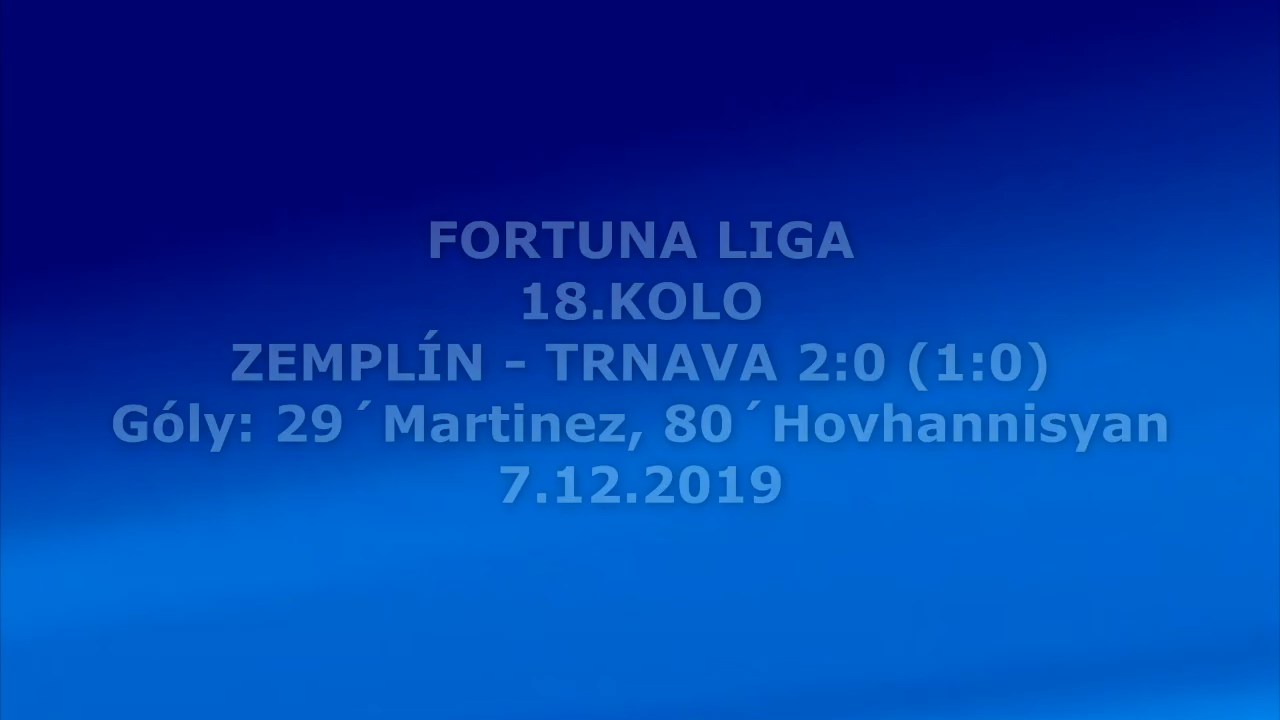 FORTUNA LIGA
18.KOLO
ZEMPLÍN - TRNAVA 2:0 (1:0)
Góly: 29´Martinez, 80´Hovhannisyan
7.12.2019